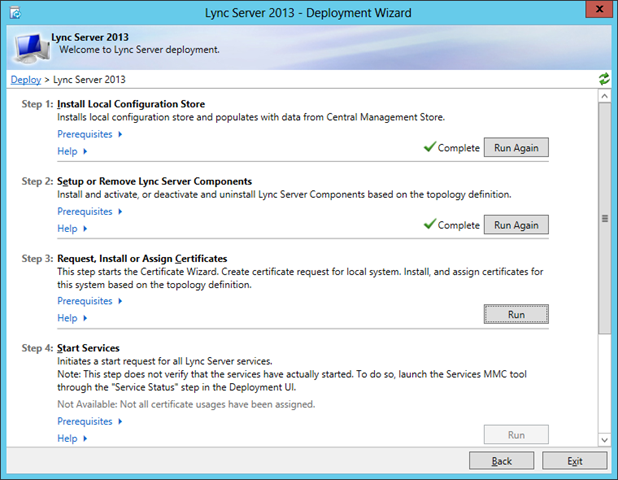 Lync Server 2013 - Deployment Wizard
Lync Server 2013
Welcome to Lync Server deployment.
Deploy > Lync Server 2013
Step 1: Install Local Configuration Store
Installs local configuration store and populates with data from Central Management Store.
Prerequisites
Help
Complete
Run Again
Step 2: Setup or Remove Lync Server Components
Install and activate, or deactivate and uninstall Lync Server Components based on the topology definition.
Prerequisites
Help
Complete
Run Again
Step 3: Request, Install or Assign Certificates
This step starts the Certificate Wizard. Create certificate request for local system. Install, and assign certificates for
this system based on the topology definition.
Prerequisites
Help
Run
Step 4: Start Services
Initiates a start request for all Lync Server services.
Note: This step does not verify that the services have actually started. To do so, launch the Services MMC tool
through the "Service Status" step in the Deployment UI.
Not Available: Not all certificate usages have been assigned.
Prerequisites
Help
Run
Back
Exit